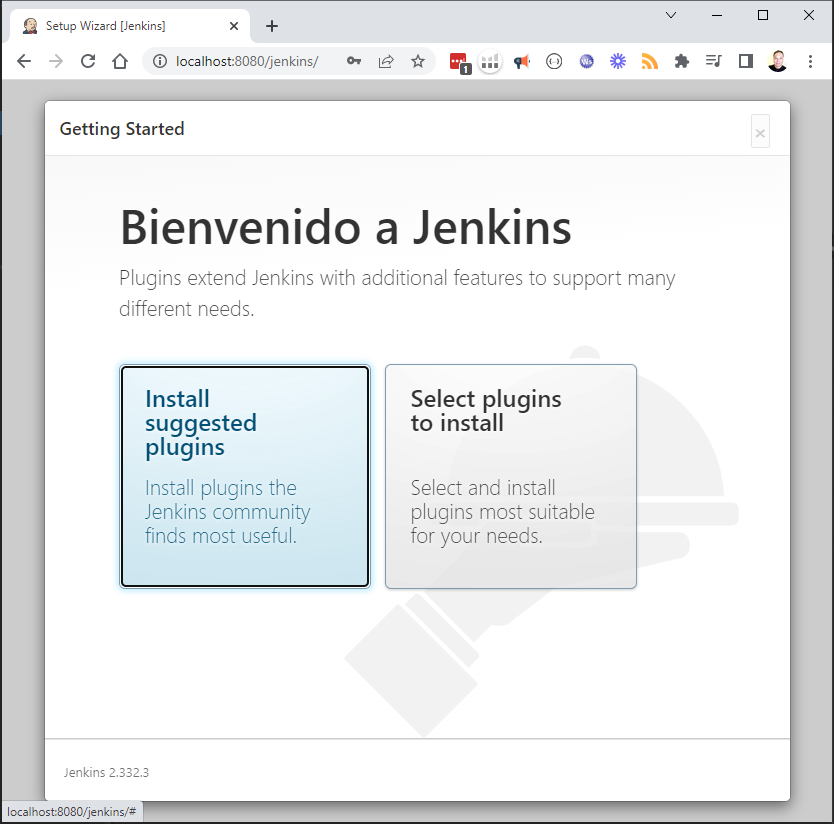 Setup Wizard [Jenkins]
localhost:8080/jenkins/
1
Ws
Getting Started
Bienvenido a Jenkins
Plugins extend Jenkins with additional features to support many
different needs.
Install
suggested
plugins
Install plugins the
Jenkins community
finds most useful.
Select plugins
to install
Select and install
plugins most suitable
for your needs.
Jenkins 2.332.3
localhost:8080/jenkins/#